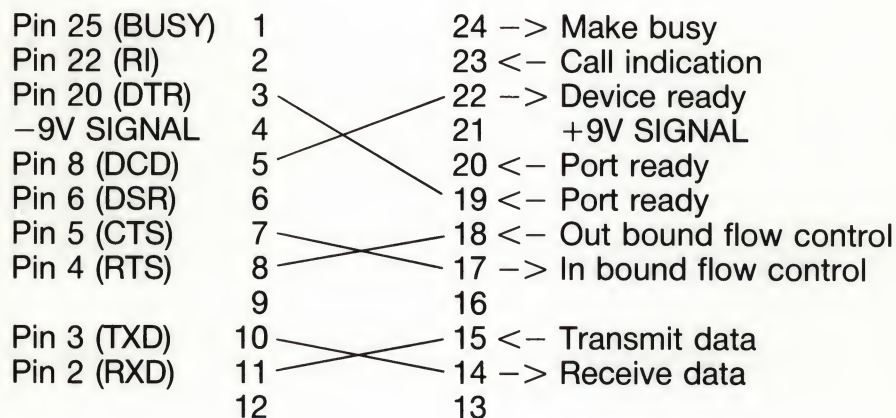 Pin 25 (BUSY) 1 24 –> Make busy
Pin 22 (RI) 2 23 <– Call indication
Pin 20 (DTR) 3 22 –> Device ready
–9V SIGNAL 4 21 +9V SIGNAL
Pin 8 (DCD) 5 20 <– Port ready
Pin 6 (DSR) 6 19 <– Port ready
Pin 5 (CTS) 7 18 <– Out bound flow control
Pin 4 (RTS) 8 17 –> In bound flow control
9 16
Pin 3 (TXD) 10 15 <– Transmit data
Pin 2 (RXD) 11 14 –> Receive data
12 13